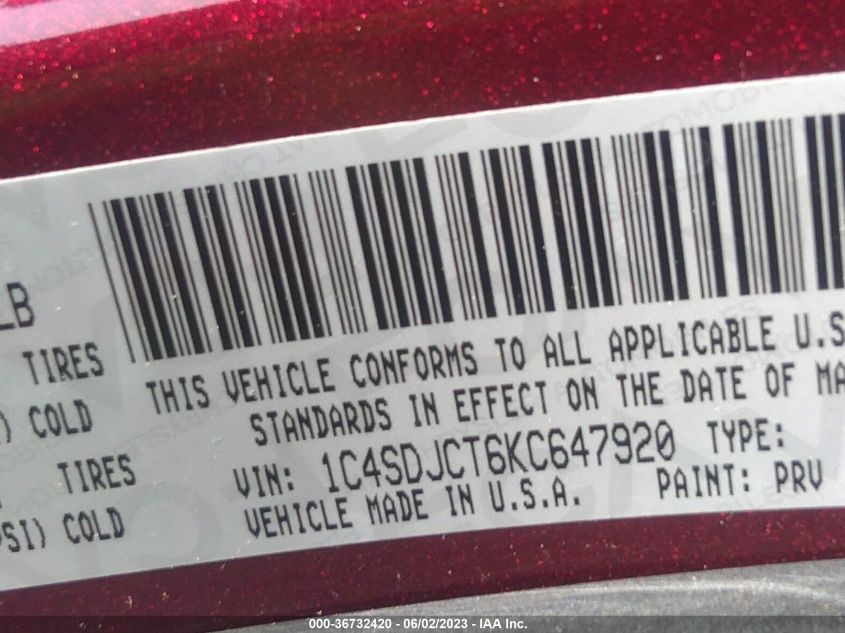 LB
TIRES
) COLD
TIRES
PSI) COLD
THIS VEHICLE CONFORMS TO ALL APPLICABLE U.S
STANDARDS IN EFFECT ON THE DATE OF MA
VIN: 1C4SDJCT6KC647920 TYPE:
VEHICLE MADE IN U.S.A. PAINT: PRV
000-36732420 - 06/02/2023 - IAA Inc.